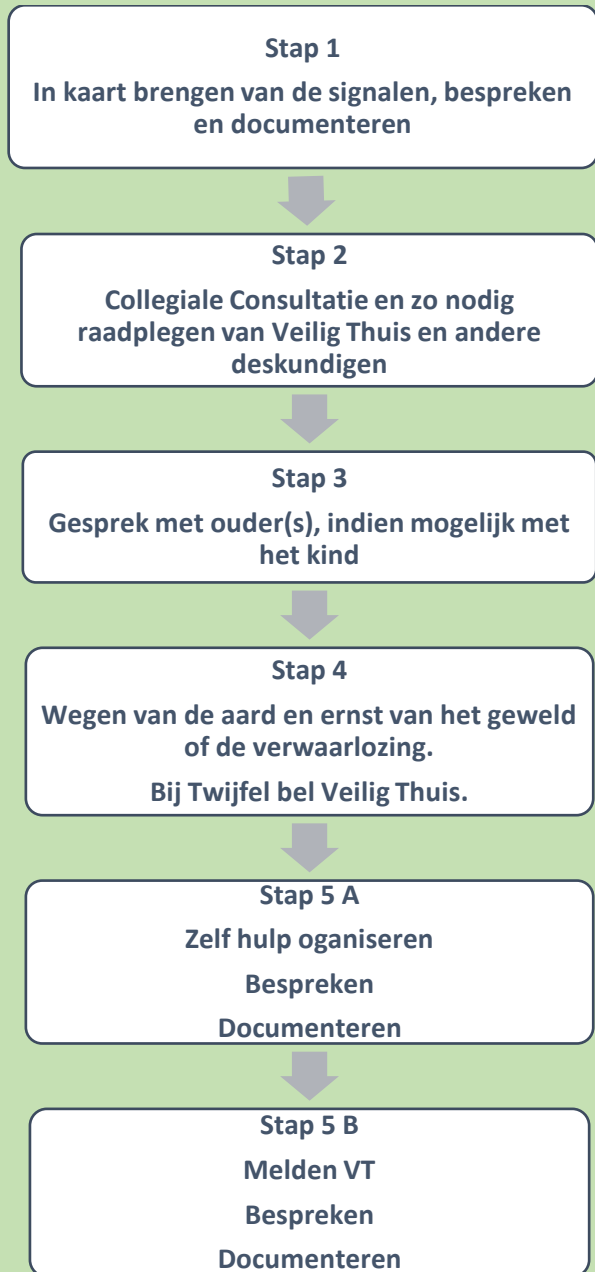 Stap 1
In kaart brengen van de signalen, bespreken
en documenteren
Stap 2
Collegiale Consultatie en zo nodig
raadplegen van Veilig Thuis en andere
deskundigen
Stap 3
Gesprek met ouder(s), indien mogelijk met
het kind
Stap 4
Wegen van de aard en ernst van het geweld
of de verwaarlozing.
Bij Twijfel bel Veilig Thuis.
Stap 5 A
Zelf hulp oganiseren
Bespreken
Documenteren
Stap 5 B
Melden VT
Bespreken
Documenteren